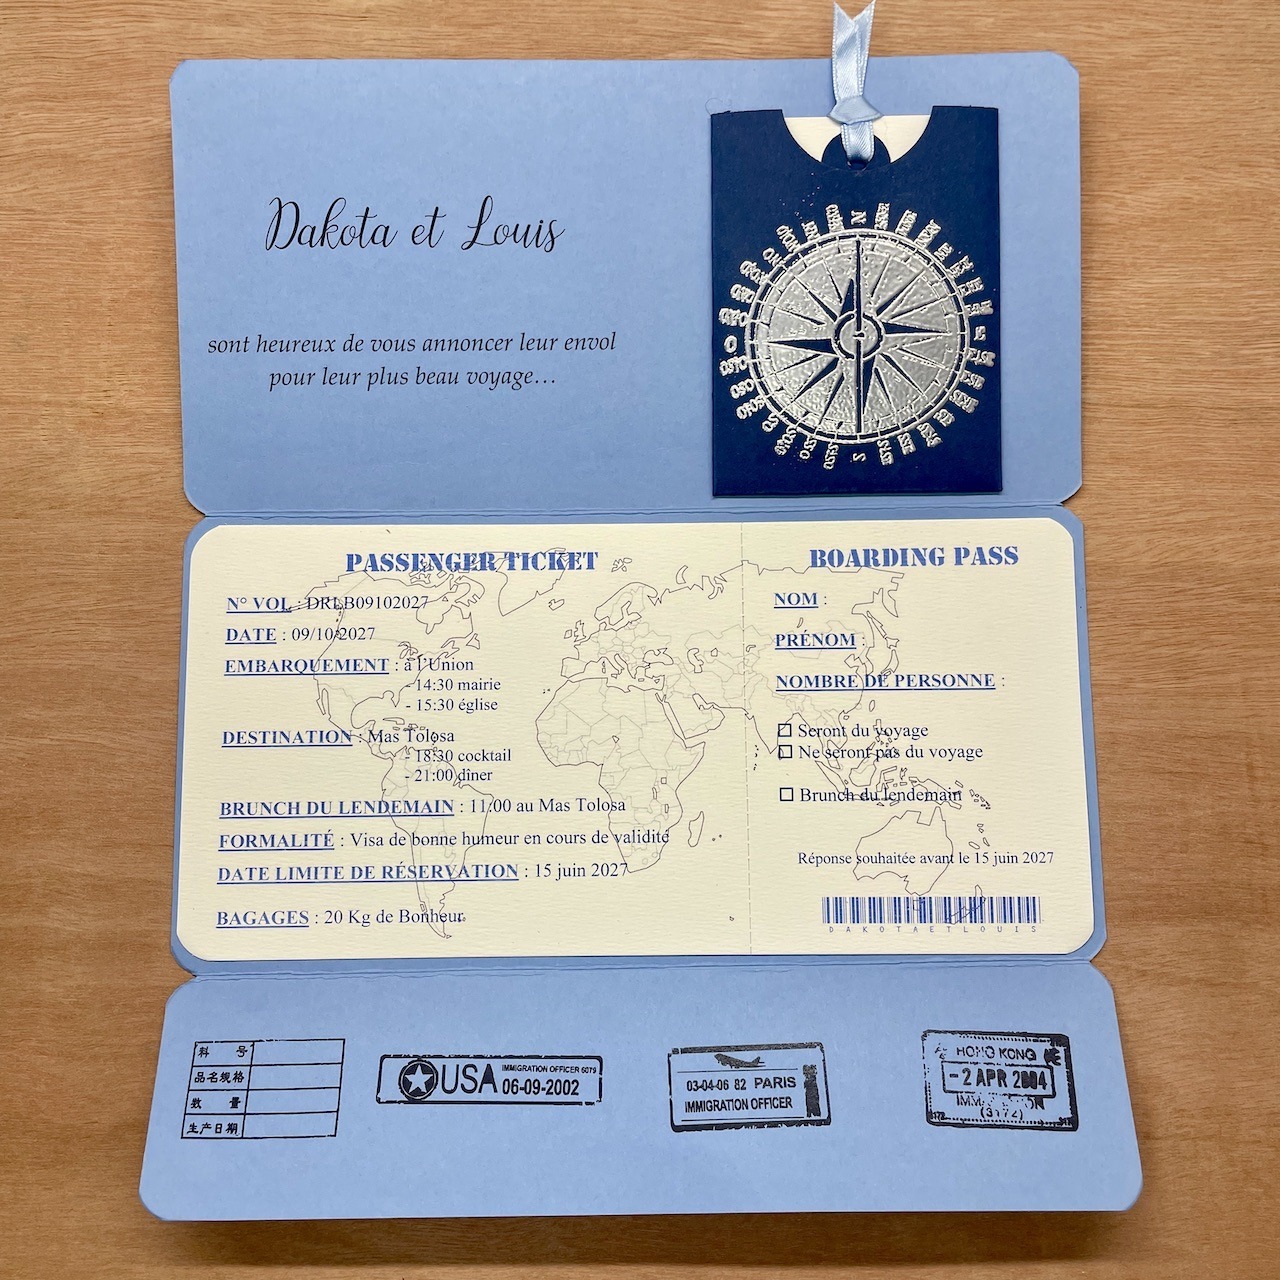 Dakota et Louis
sont heureux de vous annoncer leur envol
pour leur plus beau voyage…
N
O
S
PASSENGER TICKET
N° VOL : DRLB09102027
DATE : 09/10/2027
EMBARQUEMENT : à l'Union
- 14:30 mairie
- 15:30 église
DESTINATION : Mas Tolosa
- 18:30 cocktail
- 21:00 dîner
BRUNCH DU LENDEMAIN : 11:00 au Mas Tolosa
FORMALITÉ : Visa de bonne humeur en cours de validité
DATE LIMITE DE RÉSERVATION : 15 juin 2027
BAGAGES : 20 Kg de Bonheur
BOARDING PASS
NOM :
PRÉNOM :
NOMBRE DE PERSONNE :
Seront du voyage
Ne seront pas du voyage
Brunch du lendemain
Réponse souhaitée avant le 15 juin 2027
DAKOTAETLOUIS
料 号
品名规格
数 量
生产日期
USA
IMMIGRATION OFFICER 6079
06-09-2002
03-04-06 82 PARIS
IMMIGRATION OFFICER
HONG KONG
- 2 APR 2004
(3172)